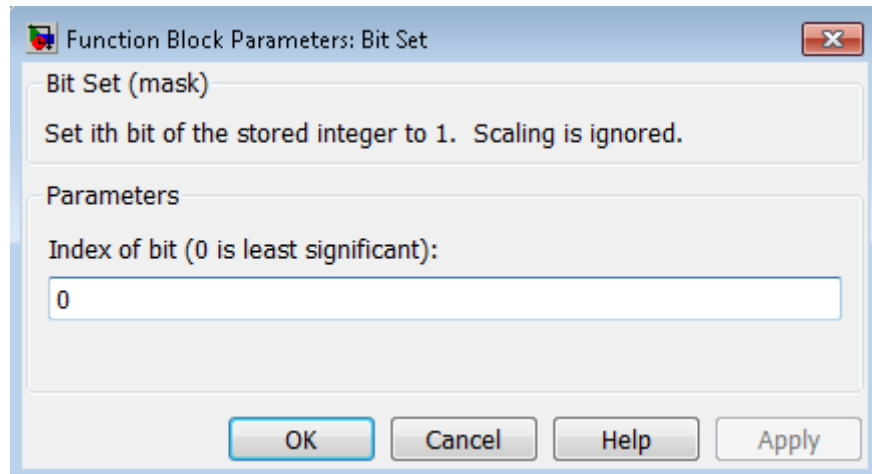 Function Block Parameters: Bit Set
Bit Set (mask)
Set ith bit of the stored integer to 1.  Scaling is ignored.
Parameters
Index of bit (0 is least significant):
0
OK Cancel Help Apply